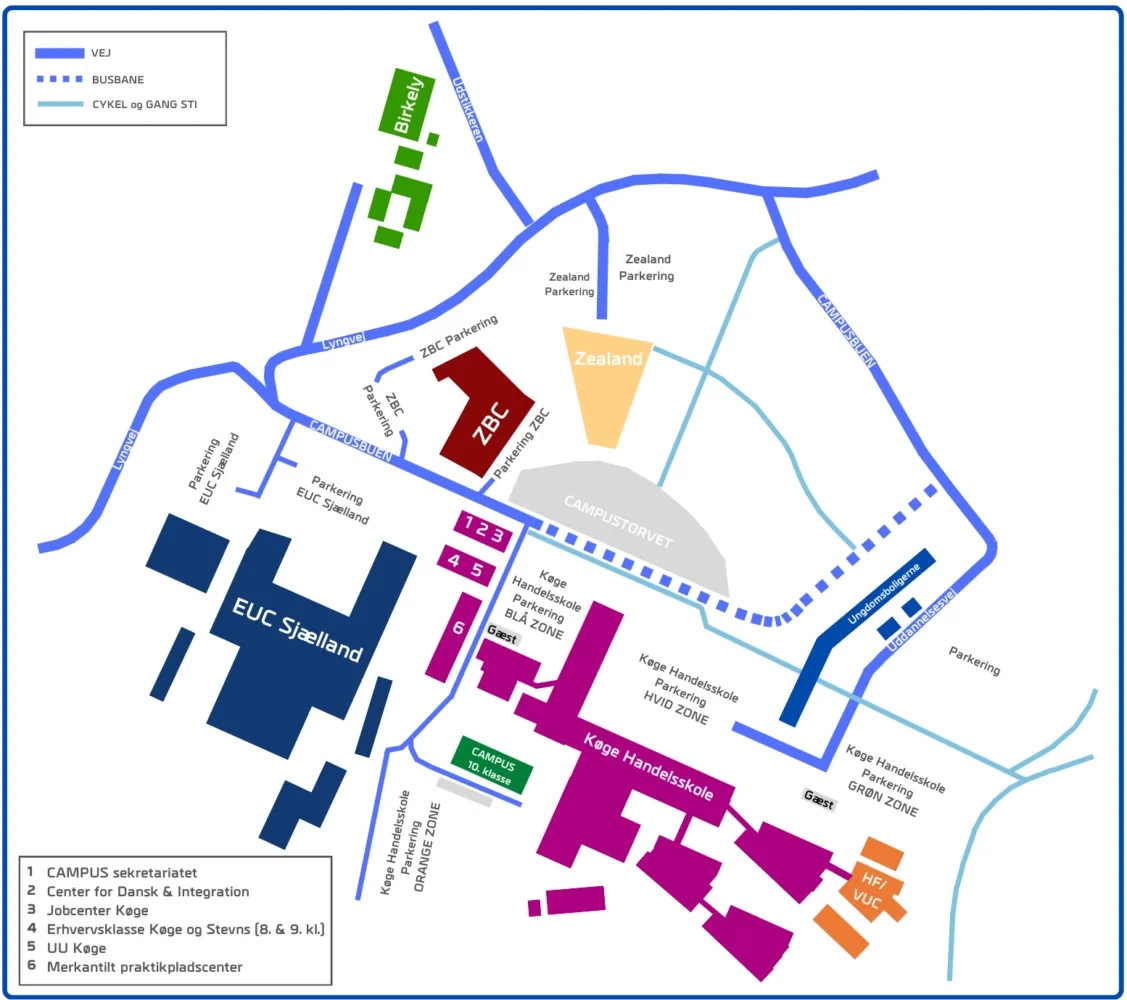 VEJ
BUSBANE
CYKEL og GANG STI
Birkely
Udstikkeren
Zealand
Parkering
Zealand
Parkering
Lyngvej
ZBC Parkering
ZBC
Parkering
ZBC
Parkering ZBC
Zealand
CAMPUSBUEN
CAMPUSBUEN
Lyngvej
Parkering
EUC Sjælland
Parkering
EUC Sjælland
CAMPUSTORVET
1 2 3
4 5
6
EUC Sjælland
Køge
Handelsskole
Parkering
BLÅ ZONE
Gæst
Ungdomsboligerne
Uddannelsesvej
Parkering
Køge Handelsskole
Parkering
HVID ZONE
Køge Handelsskole
CAMPUS
10. klasse
Køge Handelsskole
Parkering
GRØN ZONE
Gæst
Køge Handelsskole
Parkering
ORANGE ZONE
HF/
VUC
1 CAMPUS sekretariatet
2 Center for Dansk & Integration
3 Jobcenter Køge
4 Erhvervsklasse Køge og Stevns (8. & 9. kl.)
5 UU Køge
6 Merkantilt praktikpladscenter